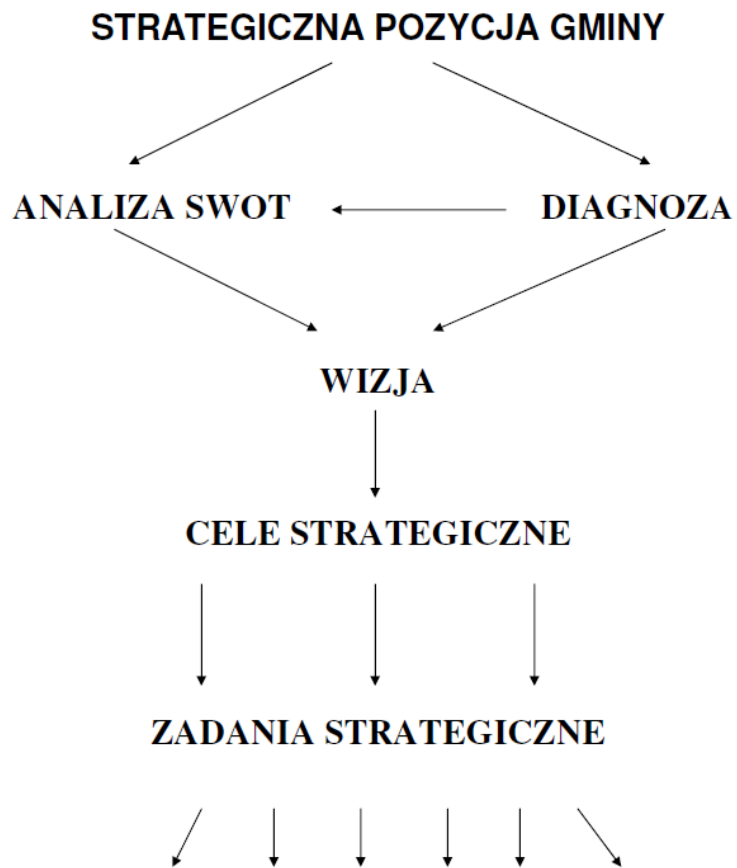 STRATEGICZNA POZYCJA GMINY
ANALIZA SWOT
DIAGNOZA
WIZJA
CELE STRATEGICZNE
ZADANIA STRATEGICZNE